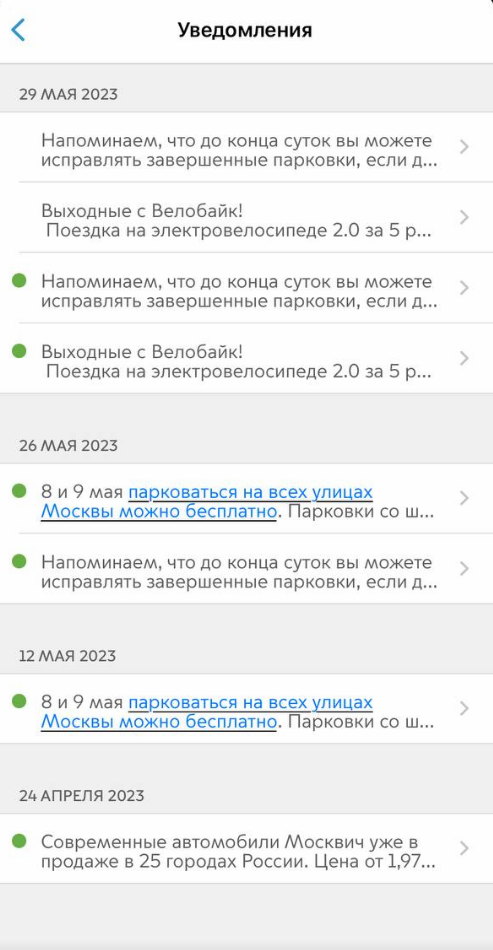 Уведомления
29 МАЯ 2023
Напоминаем, что до конца суток вы можете
исправлять завершенные парковки, если д...
Выходные с Велобайк!
Поездка на электровелосипеде 2.0 за 5 р...
Напоминаем, что до конца суток вы можете
исправлять завершенные парковки, если д...
Выходные с Велобайк!
Поездка на электровелосипеде 2.0 за 5 р...
26 МАЯ 2023
8 и 9 мая парковаться на всех улицах
Москвы можно бесплатно. Парковки со ш...
Напоминаем, что до конца суток вы можете
исправлять завершенные парковки, если д...
12 МАЯ 2023
8 и 9 мая парковаться на всех улицах
Москвы можно бесплатно. Парковки со ш...
24 АПРЕЛЯ 2023
Современные автомобили Москвич уже в
продаже в 25 городах России. Цена от 1,97...